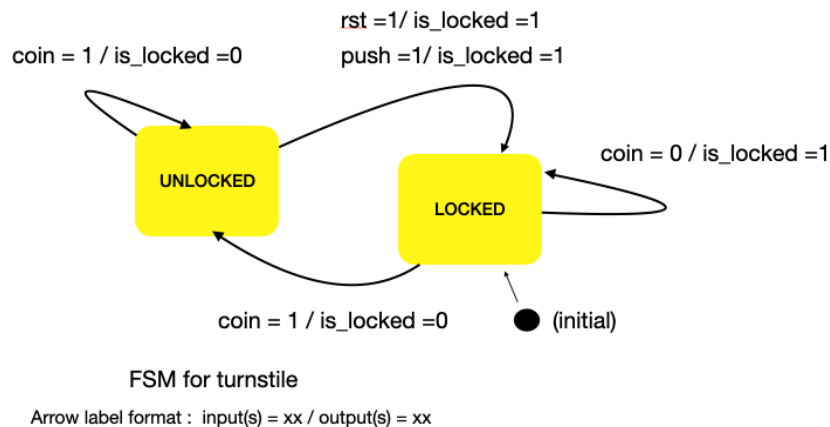 rst =1/ is_locked =1
coin = 1 / is_locked =0
push =1/ is_locked =1
UNLOCKED
coin = 0 / is_locked =1
LOCKED
coin = 1 / is_locked =0
(initial)
FSM for turnstile
Arrow label format : input(s) = xx / output(s) = xx